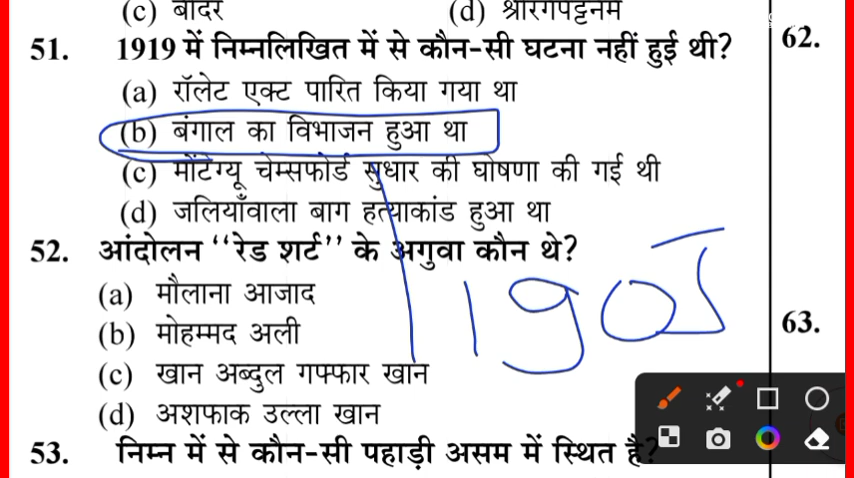 (c) बीदर (d) श्रीरंगपट्टनम
51. 1919 में निम्नलिखित में से कौन-सी घटना नहीं हुई थी?
(a) रॉलेट एक्ट पारित किया गया था
(b) बंगाल का विभाजन हुआ था
(c) मोंटेग्यू चेम्सफोर्ड सुधार की घोषणा की गई थी
(d) जलियाँवाला बाग हत्याकांड हुआ था
52. आंदोलन ‘‘रेड शर्ट’’ के अगुवा कौन थे?
(a) मौलाना आजाद
(b) मोहम्मद अली
(c) खान अब्दुल गफ्फार खान
(d) अशफाक उल्ला खान
53. निम्न में से कौन-सी पहाड़ी असम में स्थित है?
1905
62.
63.